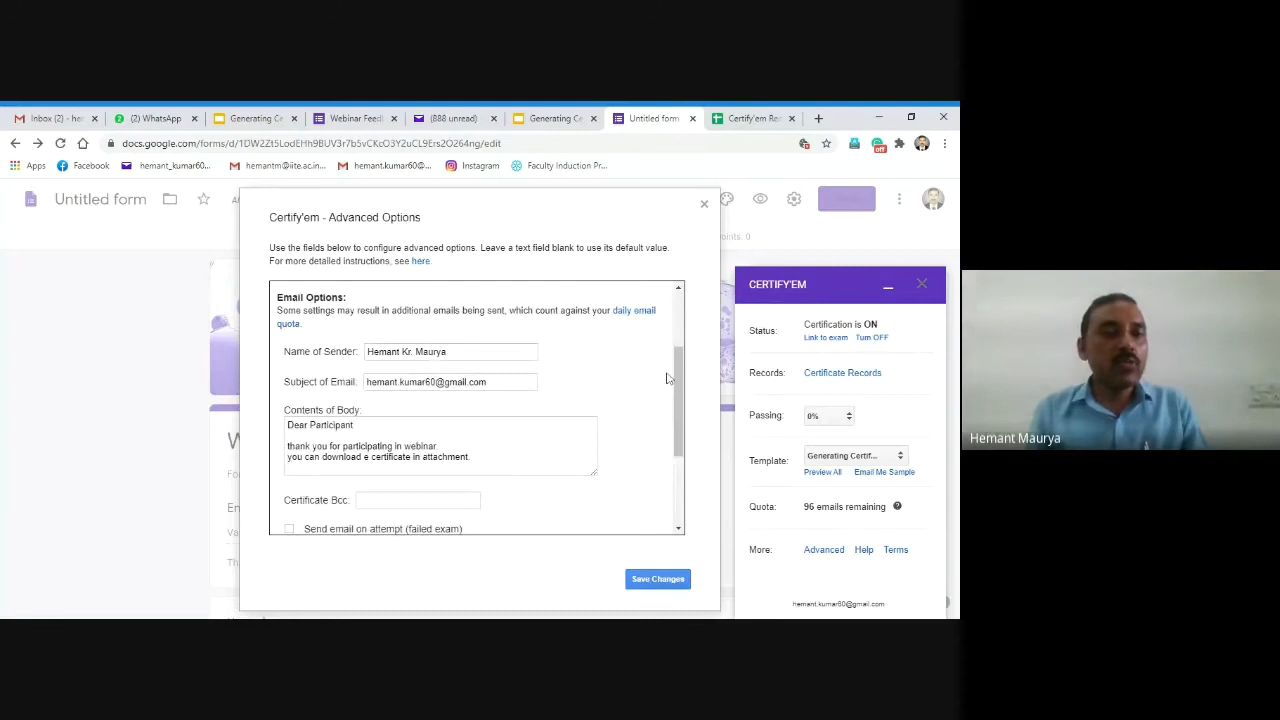 Inbox (2) - he
(2) WhatsApp
Generating Ce
Webinar Feedl
(888 unread)
Generating Ce
Untitled form
Certify'em Re
docs.google.com/forms/d/1DW2Zt5LodEHh9BUV3r7b5vCKcO3Y2uCL9Ers2O264ng/edit
Apps
Facebook
hemant_kumar60...
hemantm@iite.ac.in...
hemant.kumar60@...
Instagram
Faculty Induction Pr...
off
Untitled form
oints: 0
Certify'em - Advanced Options
Use the fields below to configure advanced options. Leave a text field blank to use its default value.
For more detailed instructions, see here.
Email Options:
Some settings may result in additional emails being sent, which count against your daily email
quota.
Name of Sender: Hemant Kr. Maurya
Subject of Email: hemant.kumar60@gmail.com
Contents of Body:
Dear Participant
thank you for participating in webinar.
you can download e certificate in attachment.
Certificate Bcc:
Send email on attempt (failed exam)
Save Changes
CERTIFY'EM
Status: Certification is ON
Link to exam Turn OFF
Records: Certificate Records
Passing: 0%
Template: Generating Certif...
Preview All Email Me Sample
Quota: 96 emails remaining
More: Advanced Help Terms
hemant.kumar60@gmail.com
Hemant Maurya